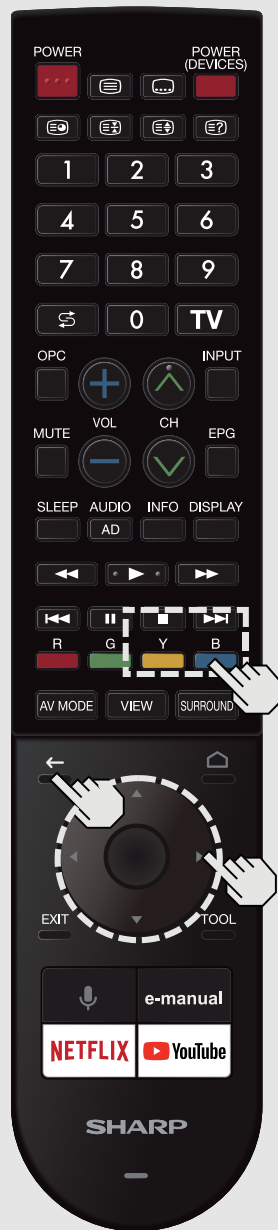 POWER POWER
(DEVICES)
1 2 3
4 5 6
7 8 9
0 TV
OPC INPUT
MUTE VOL CH EPG
SLEEP AUDIO INFO DISPLAY
AD
R G Y B
AV MODE VIEW SURROUND
EXIT TOOL
e-manual
NETFLIX YouTube
SHARP